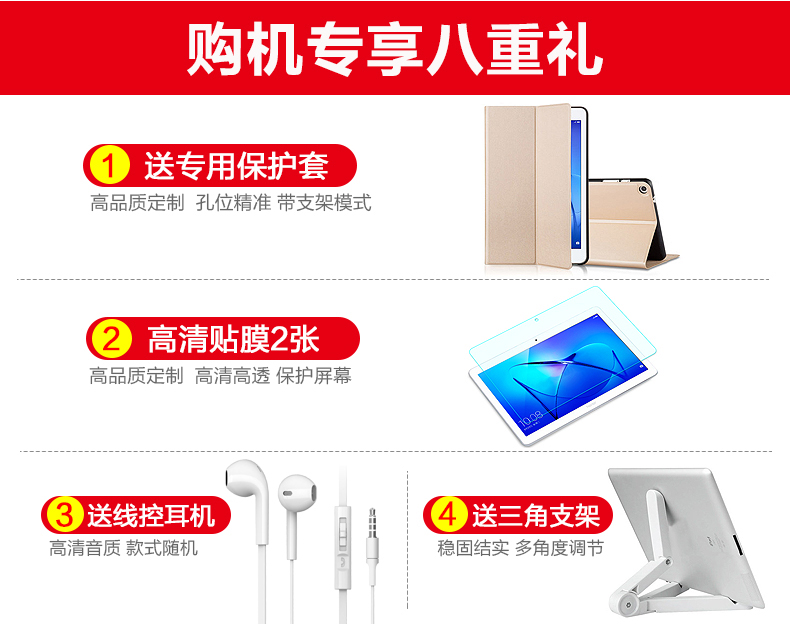 购机专享八重礼
1 送专用保护套
高品质定制 孔位精准 带支架模式
2 高清贴膜2张
高品质定制 高清高透 保护屏幕
10:08
3 送线控耳机
高清音质 款式随机
4 送三角支架
稳固结实 多角度调节